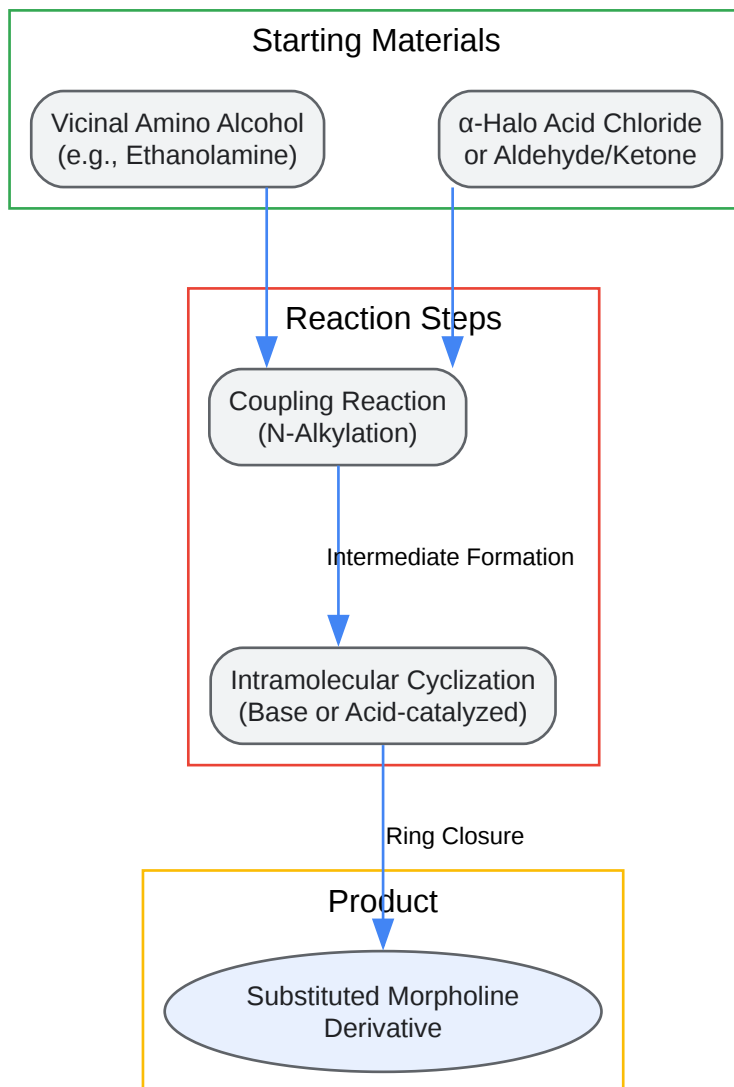 Starting Materials
Vicinal Amino Alcohol
(e.g., Ethanolamine)
α-Halo Acid Chloride
or Aldehyde/Ketone
Reaction Steps
Coupling Reaction
(N-Alkylation)
Intermediate Formation
Intramolecular Cyclization
(Base or Acid-catalyzed)
Ring Closure
Product
Substituted Morpholine
Derivative